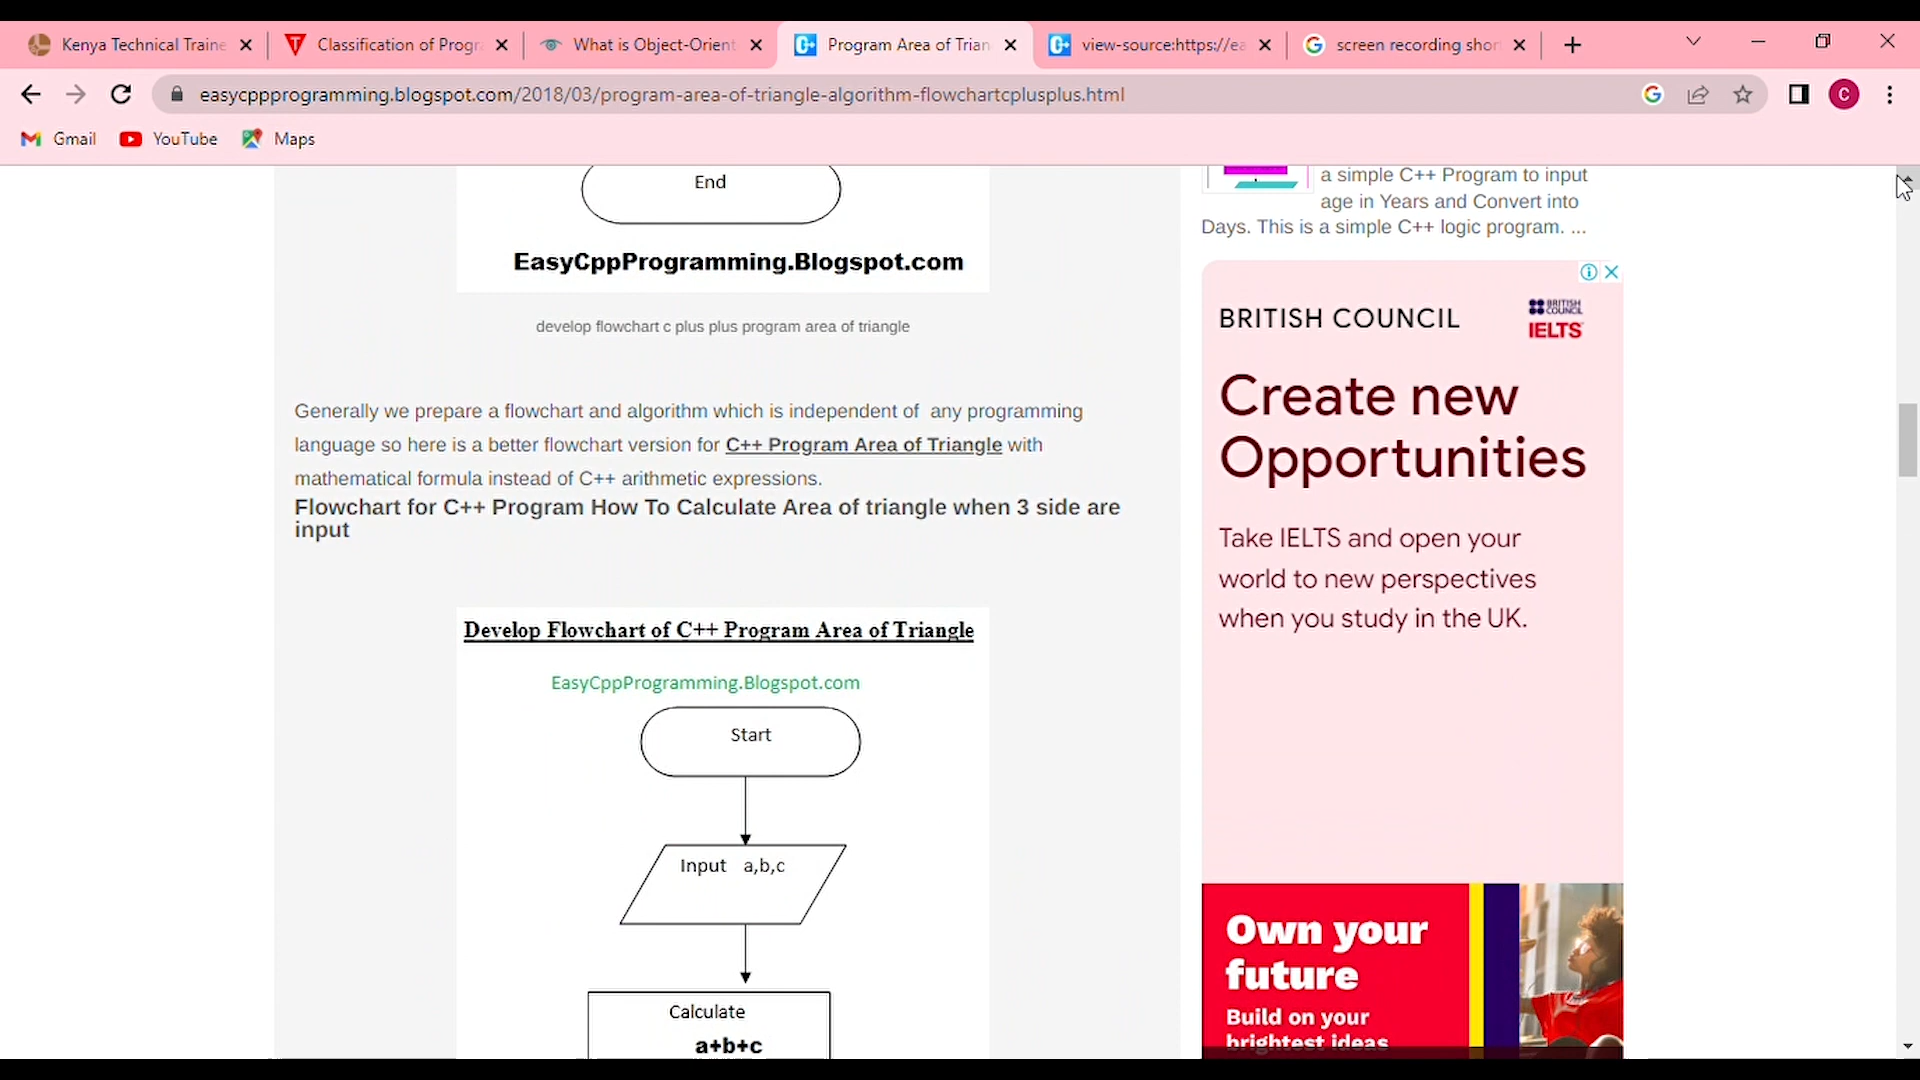 Kenya Technical Traine
Classification of Progr
What is Object-Orient
Program Area of Trian
view-source:https://ea
screen recording shor
easycppprogramming.blogspot.com/2018/03/program-area-of-triangle-algorithm-flowchartcplusplus.html
C
Gmail
YouTube
Maps
End
EasyCppProgramming.Blogspot.com
develop flowchart c plus plus program area of triangle
Generally we prepare a flowchart and algorithm which is independent of any programming
language so here is a better flowchart version for C++ Program Area of Triangle with
mathematical formula instead of C++ arithmetic expressions.
Flowchart for C++ Program How To Calculate Area of triangle when 3 side are
input
Develop Flowchart of C++ Program Area of Triangle
EasyCppProgramming.Blogspot.com
Start
Input a,b,c
Calculate
a+b+c
a simple C++ Program to input
age in Years and Convert into
Days. This is a simple C++ logic program. ...
BRITISH COUNCIL
BRITISH
COUNCIL
IELTS
Create new
Opportunities
Take IELTS and open your
world to new perspectives
when you study in the UK.
Own your
future
Build on your
brightest ideas